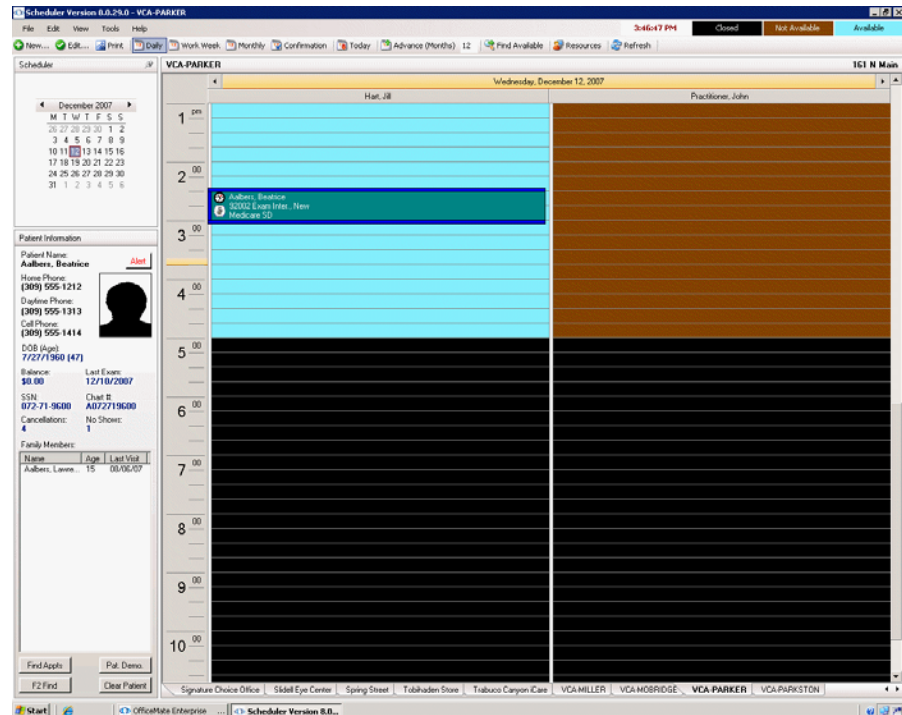 Scheduler Version 8.0.29.0 - VCA-PARKER
File Edit View Tools Help
3:46:47 PM Closed Not Available Available
New... Edit... Print Daily Work Week Monthly Confirmation Today Advance (Months) 12 Find Available Resources Refresh
Scheduler VCA-PARKER 161 N Main
Wednesday, December 12, 2007
Hart, Jill Practitioner, John
December 2007
M T W T F S S
26 27 28 29 30 1 2
3 4 5 6 7 8 9
10 11 12 13 14 15 16
17 18 19 20 21 22 23
24 25 26 27 28 29 30
31 1 2 3 4 5 6
1 pm
2 00
Aalbers, Beatrice
92002 Exam Inter., New
Medicare SD
3 00
4 00
5 00
6 00
7 00
8 00
9 00
10 00
Patient Information
Patient Name:
Aalbers, Beatrice Alert
Home Phone:
(309) 555-1212
Daytime Phone:
(309) 555-1313
Cell Phone:
(309) 555-1414
DOB (Age):
7/27/1960 (47)
Balance: Last Exam:
$0.00 12/10/2007
SSN: Chart #:
072-71-9600 A072719600
Cancellations: No Shows:
4 1
Family Members:
Name Age Last Visit
Aalbers, Lawre... 15 08/06/07
Find Appts Pat. Demo.
F2 Find Clear Patient
Signature Choice Office Slidell Eye Center Spring Street Tobihaden Store Trabuco Canyon iCare VCA-MILLER VCA-MOBRIDGE VCA-PARKER VCA-PARKSTON
Start OfficeMate Enterprise ... Scheduler Version 8.0...